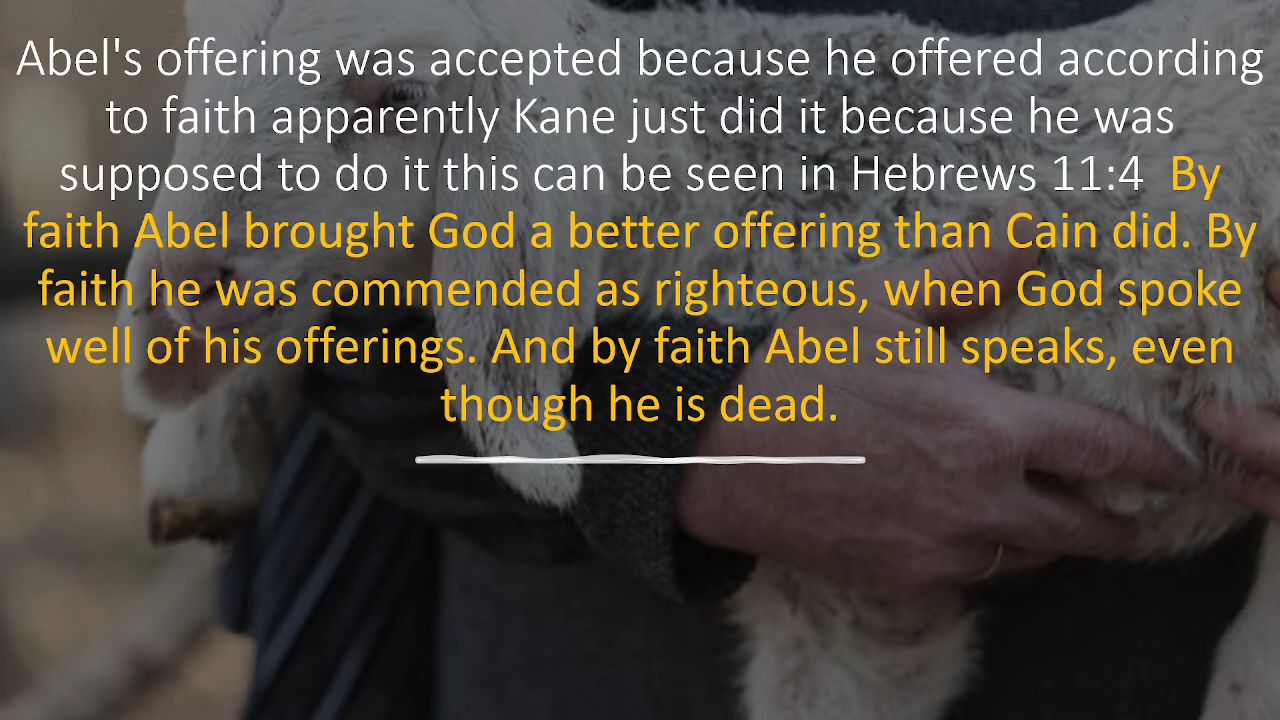 Abel's offering was accepted because he offered according
to faith apparently Kane just did it because he was
supposed to do it this can be seen in Hebrews 11:4 By
faith Abel brought God a better offering than Cain did. By
faith he was commended as righteous, when God spoke
well of his offerings. And by faith Abel still speaks, even
though he is dead.